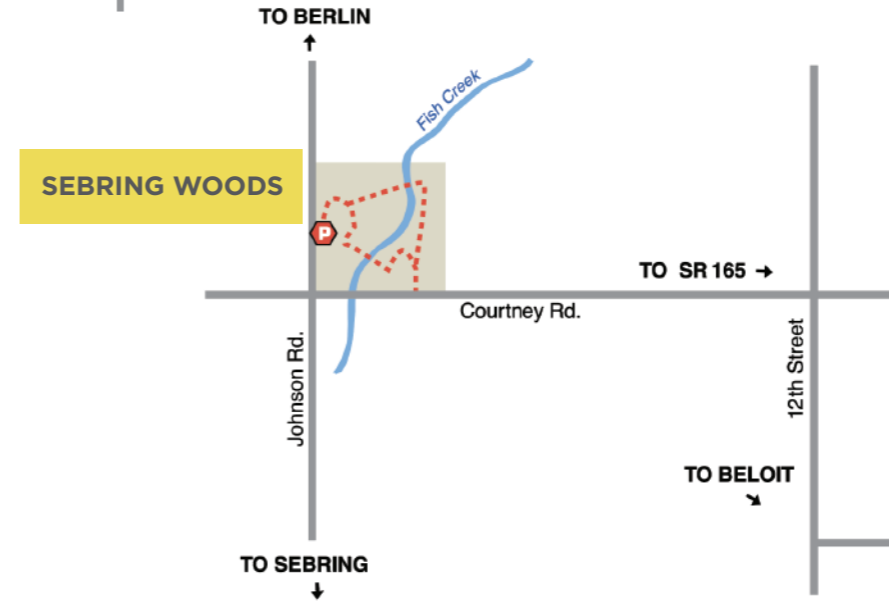 TO BERLIN
Fish Creek
SEBRING WOODS
P
TO SR 165
Courtney Rd.
Johnson Rd.
12th Street
TO BELOIT
TO SEBRING